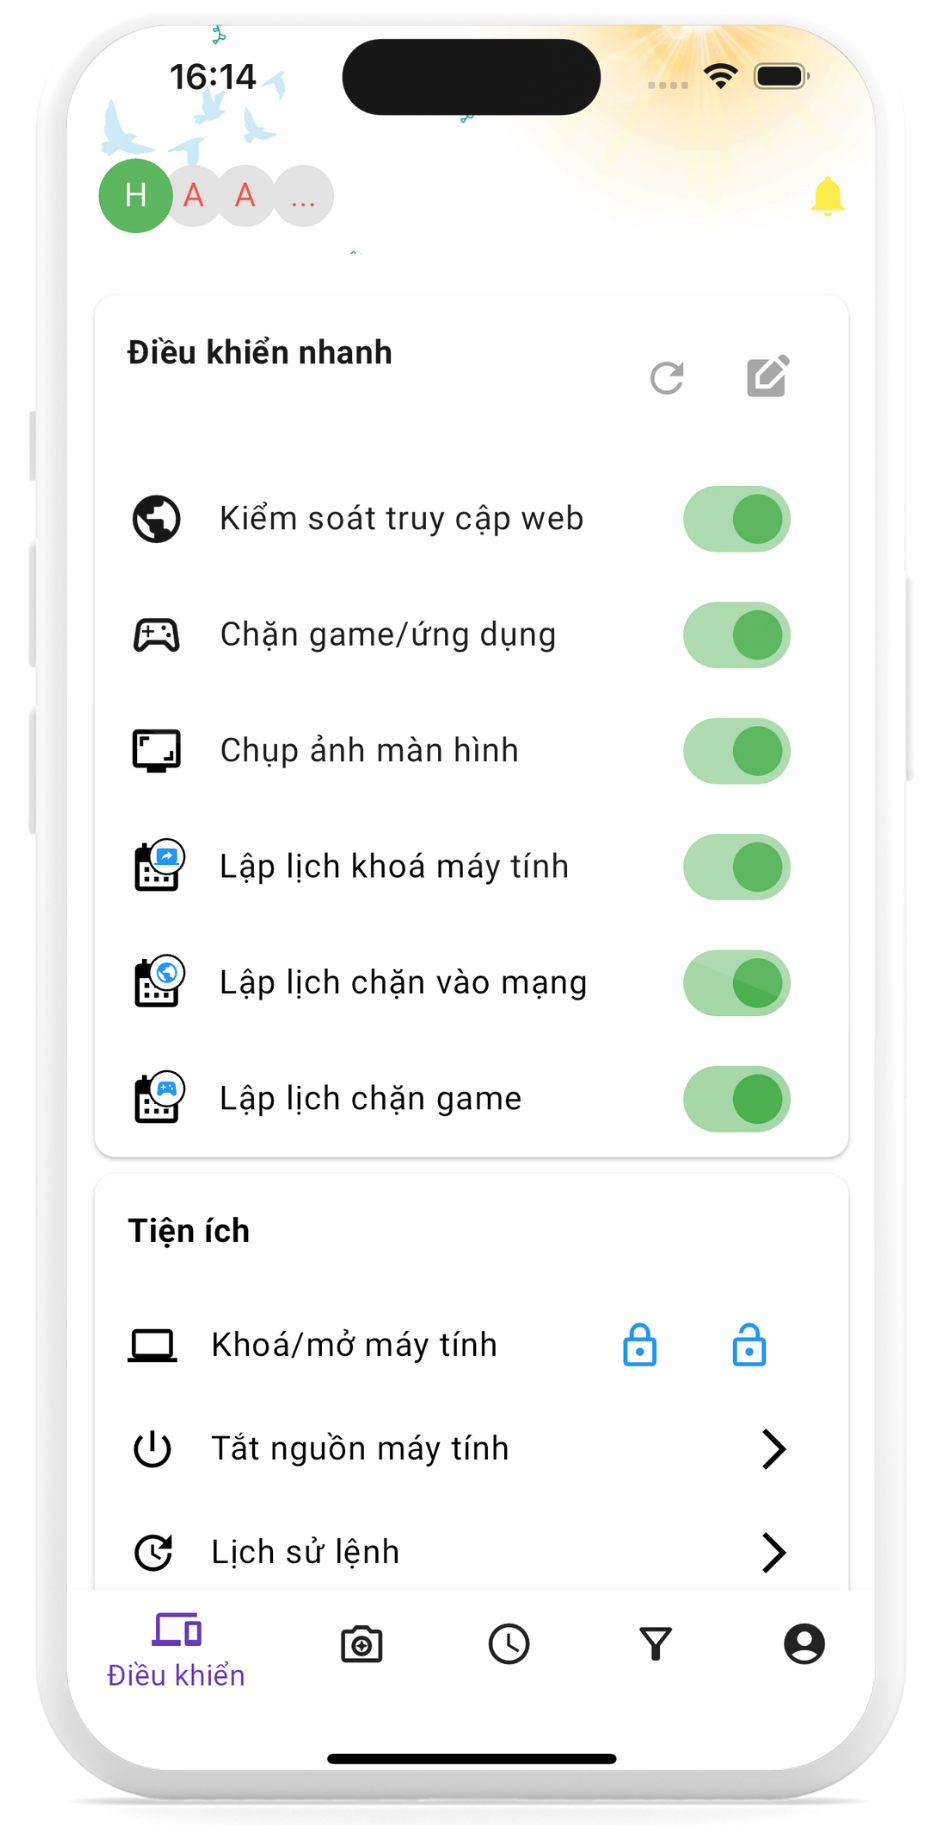 16:14
H A A ...
Điều khiển nhanh
Kiểm soát truy cập web
Chặn game/ứng dụng
Chụp ảnh màn hình
Lập lịch khoá máy tính
Lập lịch chặn vào mạng
Lập lịch chặn game
Tiện ích
Khoá/mở máy tính
Tắt nguồn máy tính
Lịch sử lệnh
Điều khiển